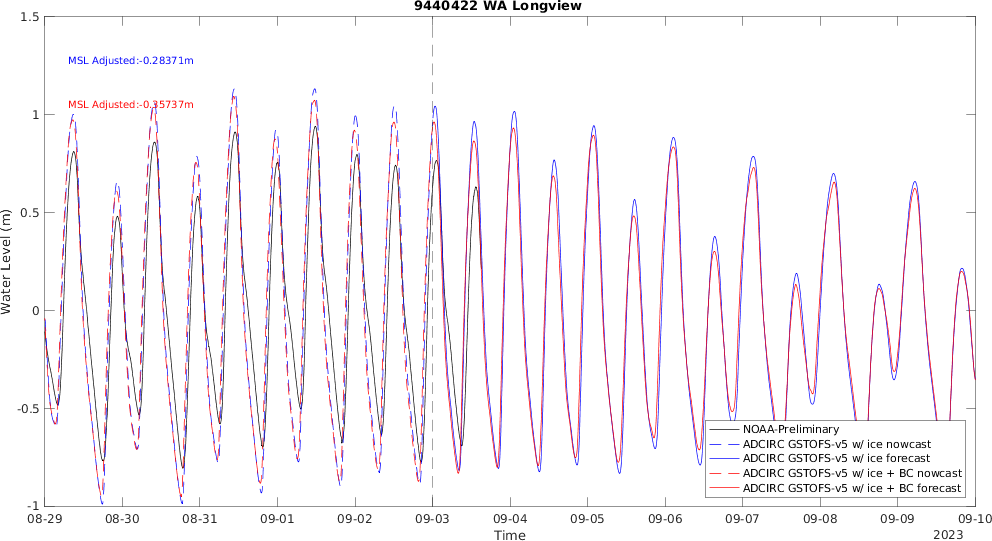 9440422 WA Longview
1.5
MSL Adjusted:-0.28371m
MSL Adjusted:-0.35737m
1
0.5
0
-0.5
-1
Water Level (m)
NOAA-Preliminary
ADCIRC GSTOFS-v5 w/ ice nowcast
ADCIRC GSTOFS-v5 w/ ice forecast
ADCIRC GSTOFS-v5 w/ ice + BC nowcast
ADCIRC GSTOFS-v5 w/ ice + BC forecast
08-29 08-30 08-31 09-01 09-02 09-03 09-04 09-05 09-06 09-07 09-08 09-09 09-10
Time
2023